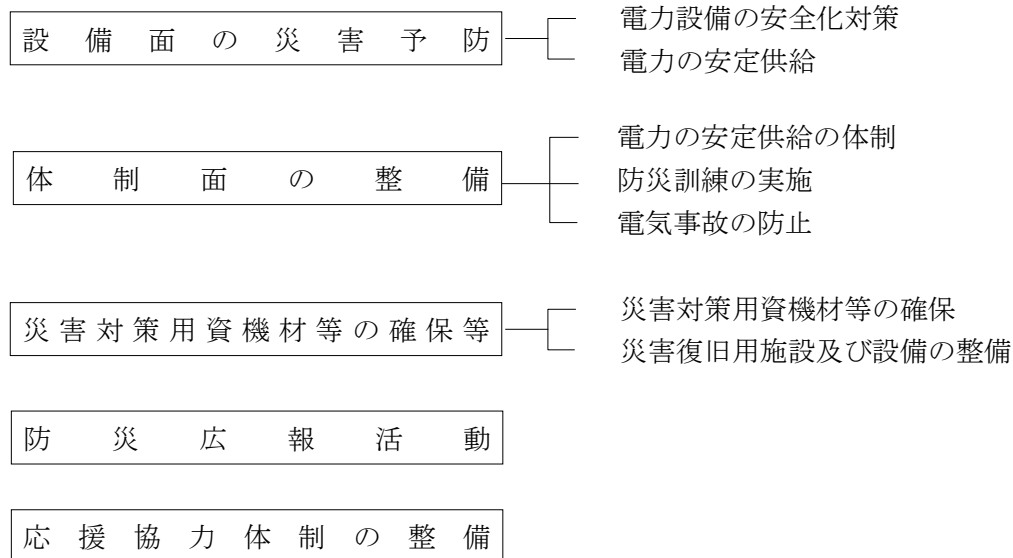 設備面の災害予防
電力設備の安全化対策
電力の安定供給
体制面の整備
電力の安定供給の体制
防災訓練の実施
電気事故の防止
災害対策用資機材等の確保等
災害対策用資機材等の確保
災害復旧用施設及び設備の整備
防災広報活動
応援協力体制の整備